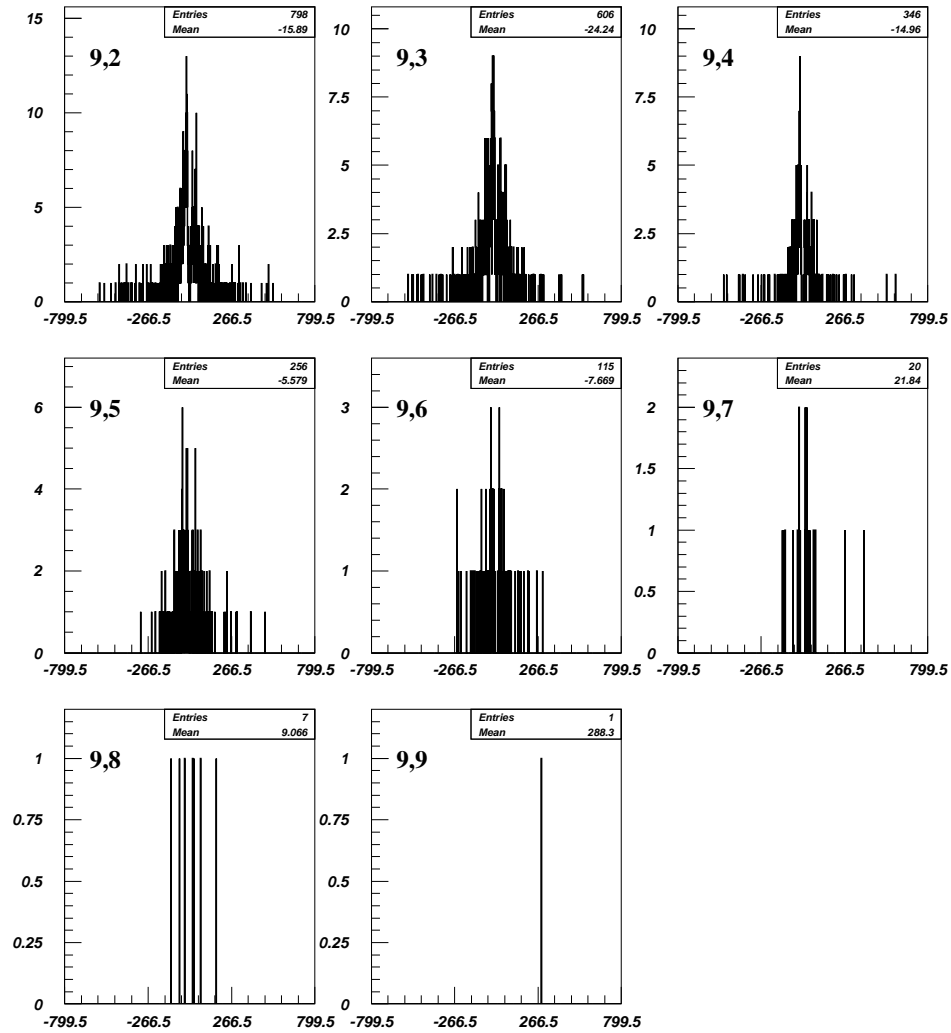 Entries 798
Mean -15.89
9,2
15
10
5
0
-799.5 -266.5 266.5 799.5
Entries 606
Mean -24.24
9,3
10
7.5
5
2.5
0
-799.5 -266.5 266.5 799.5
Entries 346
Mean -14.96
9,4
10
7.5
5
2.5
0
-799.5 -266.5 266.5 799.5
Entries 256
Mean -5.579
9,5
6
4
2
0
-799.5 -266.5 266.5 799.5
Entries 115
Mean -7.669
9,6
3
2
1
0
-799.5 -266.5 266.5 799.5
Entries 20
Mean 21.84
9,7
2
1.5
1
0.5
0
-799.5 -266.5 266.5 799.5
Entries 7
Mean 9.066
9,8
1
0.75
0.5
0.25
0
-799.5 -266.5 266.5 799.5
Entries 1
Mean 288.3
9,9
1
0.75
0.5
0.25
0
-799.5 -266.5 266.5 799.5